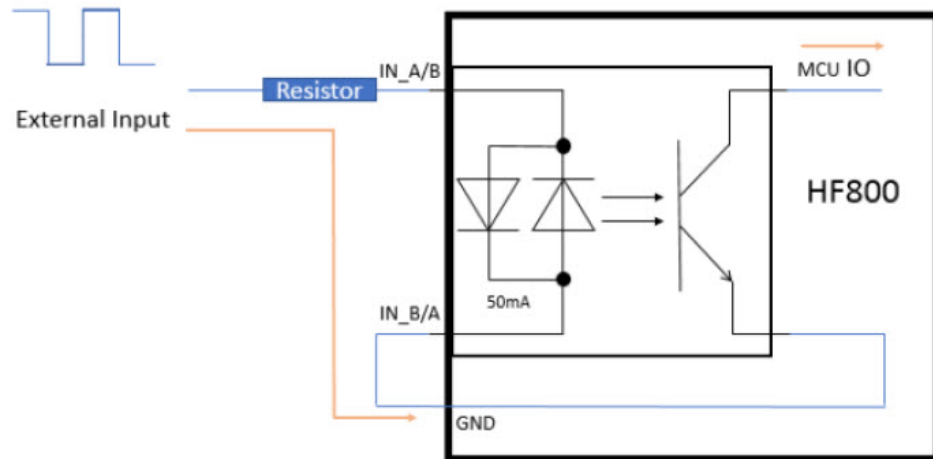 IN_A/B
MCU IO
Resistor
External Input
HF800
50mA
IN_B/A
GND